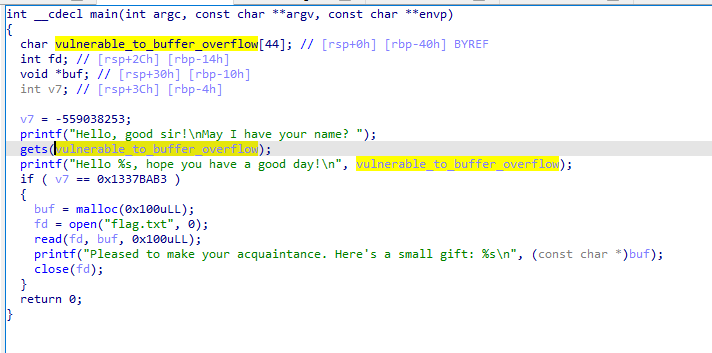 int __cdecl main(int argc, const char **argv, const char **envp)
{
char vulnerable_to_buffer_overflow[44]; // [rsp+0h] [rbp-40h] BYREF
int fd; // [rsp+2Ch] [rbp-14h]
void *buf; // [rsp+30h] [rbp-10h]
int v7; // [rsp+3Ch] [rbp-4h]
v7 = -559038253;
printf("Hello, good sir!\nMay I have your name? ");
gets(vulnerable_to_buffer_overflow);
printf("Hello %s, hope you have a good day!\n", vulnerable_to_buffer_overflow);
if ( v7 == 0x1337BAB3 )
{
buf = malloc(0x100uLL);
fd = open("flag.txt", 0);
read(fd, buf, 0x100uLL);
printf("Pleased to make your acquaintance. Here's a small gift: %s\n", (const char *)buf);
close(fd);
}
return 0;
}